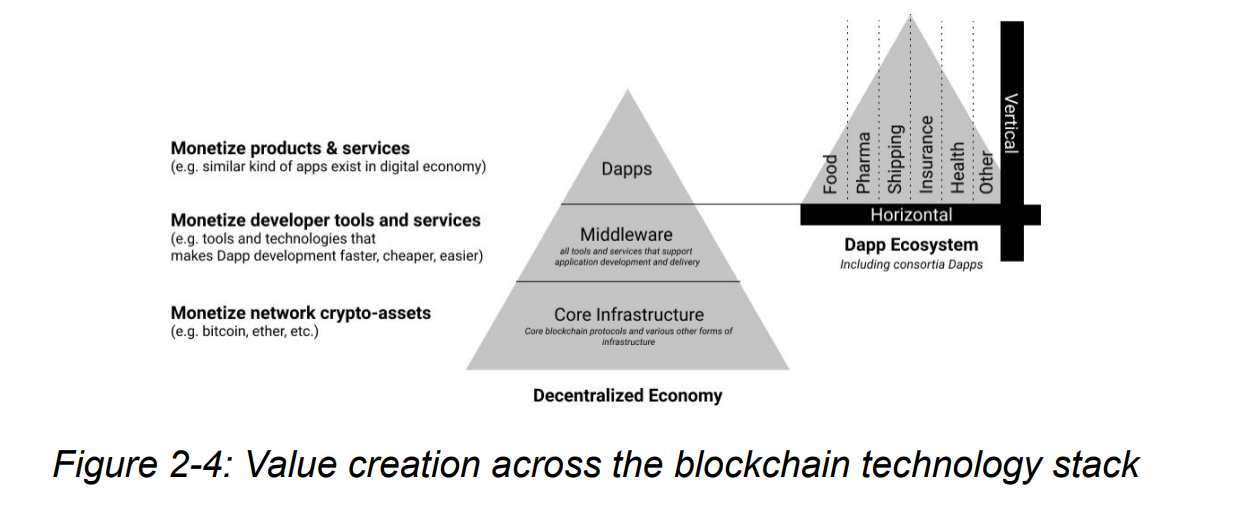 Monetize products & services
(e.g. similar kind of apps exist in digital economy)
Monetize developer tools and services
(e.g. tools and technologies that
makes Dapp development faster, cheaper, easier)
Monetize network crypto-assets
(e.g. bitcoin, ether, etc.)
Dapps
Middleware
all tools and services that support
application development and delivery
Core Infrastructure
Core blockchain protocols and various other forms of
infrastructure
Decentralized Economy
Food
Pharma
Shipping
Insurance
Health
Other
Vertical
Horizontal
Dapp Ecosystem
Including consortia Dapps
Figure 2-4: Value creation across the blockchain technology stack